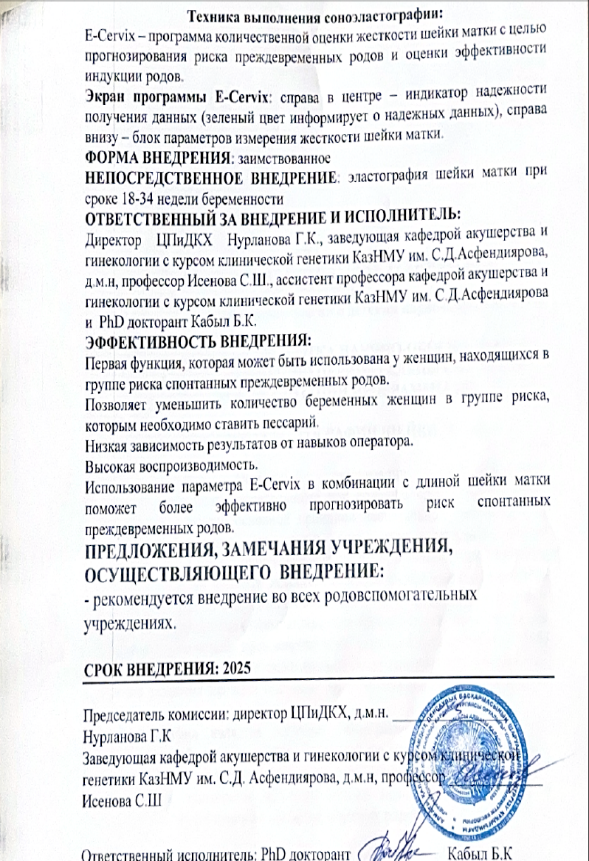 Техника выполнения соноэластографии:
E-Cervix – программа количественной оценки жесткости шейки матки с целью
прогнозирования риска преждевременных родов и оценки эффективности
индукции родов.
Экран программы E-Cervix: справа в центре – индикатор надежности
получения данных (зеленый цвет информирует о надежных данных), справа
внизу – блок параметров измерения жесткости шейки матки.
ФОРМА ВНЕДРЕНИЯ: заимствованное
НЕПОСРЕДСТВЕННОЕ ВНЕДРЕНИЕ: эластография шейки матки при
сроке 18-34 недели беременности
ОТВЕТСТВЕННЫЙ ЗА ВНЕДРЕНИЕ И ИСПОЛНИТЕЛЬ:
Директор ЦПиДКХ Нурланова Г.К., заведующая кафедрой акушерства и
гинекологии с курсом клинической генетики КазНМУ им. С.Д.Асфендиярова,
д.м.н, профессор Исенова С.Ш., ассистент профессора кафедрой акушерства и
гинекологии с курсом клинической генетики КазНМУ им. С.Д.Асфендиярова
и PhD докторант Кабыл Б.К.
ЭФФЕКТИВНОСТЬ ВНЕДРЕНИЯ:
Первая функция, которая может быть использована у женщин, находящихся в
группе риска спонтанных преждевременных родов.
Позволяет уменьшить количество беременных женщин в группе риска,
которым необходимо ставить пессарий.
Низкая зависимость результатов от навыков оператора.
Высокая воспроизводимость.
Использование параметра E-Cervix в комбинации с длиной шейки матки
поможет более эффективно прогнозировать риск спонтанных
преждевременных родов.
ПРЕДЛОЖЕНИЯ, ЗАМЕЧАНИЯ УЧРЕЖДЕНИЯ,
ОСУЩЕСТВЛЯЮЩЕГО ВНЕДРЕНИЕ:
- рекомендуется внедрение во всех родовспомогательных
учреждениях.
СРОК ВНЕДРЕНИЯ: 2025
Председатель комиссии: директор ЦПиДКХ, д.м.н.
Нурланова Г.К
Заведующая кафедрой акушерства и гинекологии с курсом клинической
генетики КазНМУ им. С.Д. Асфендиярова, д.м.н, профессор
Исенова С.Ш
Ответственный исполнитель: PhD докторант Кабыл Б.К